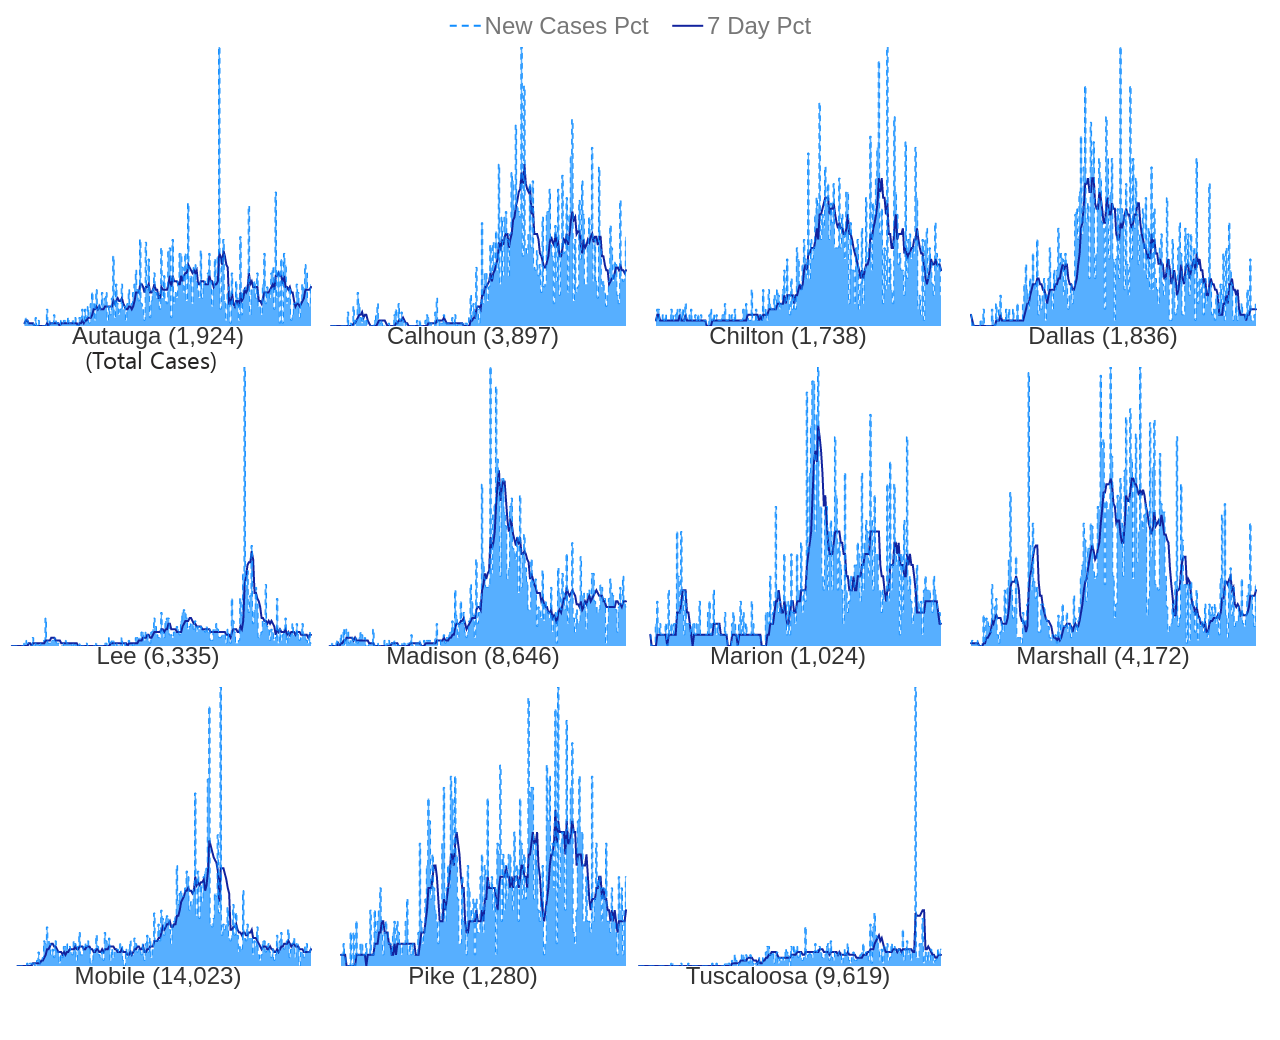 New Cases Pct 7 Day Pct
Autauga (1,924) Calhoun (3,897) Chilton (1,738) Dallas (1,836)
(Total Cases)
Lee (6,335) Madison (8,646) Marion (1,024) Marshall (4,172)
Mobile (14,023) Pike (1,280) Tuscaloosa (9,619)